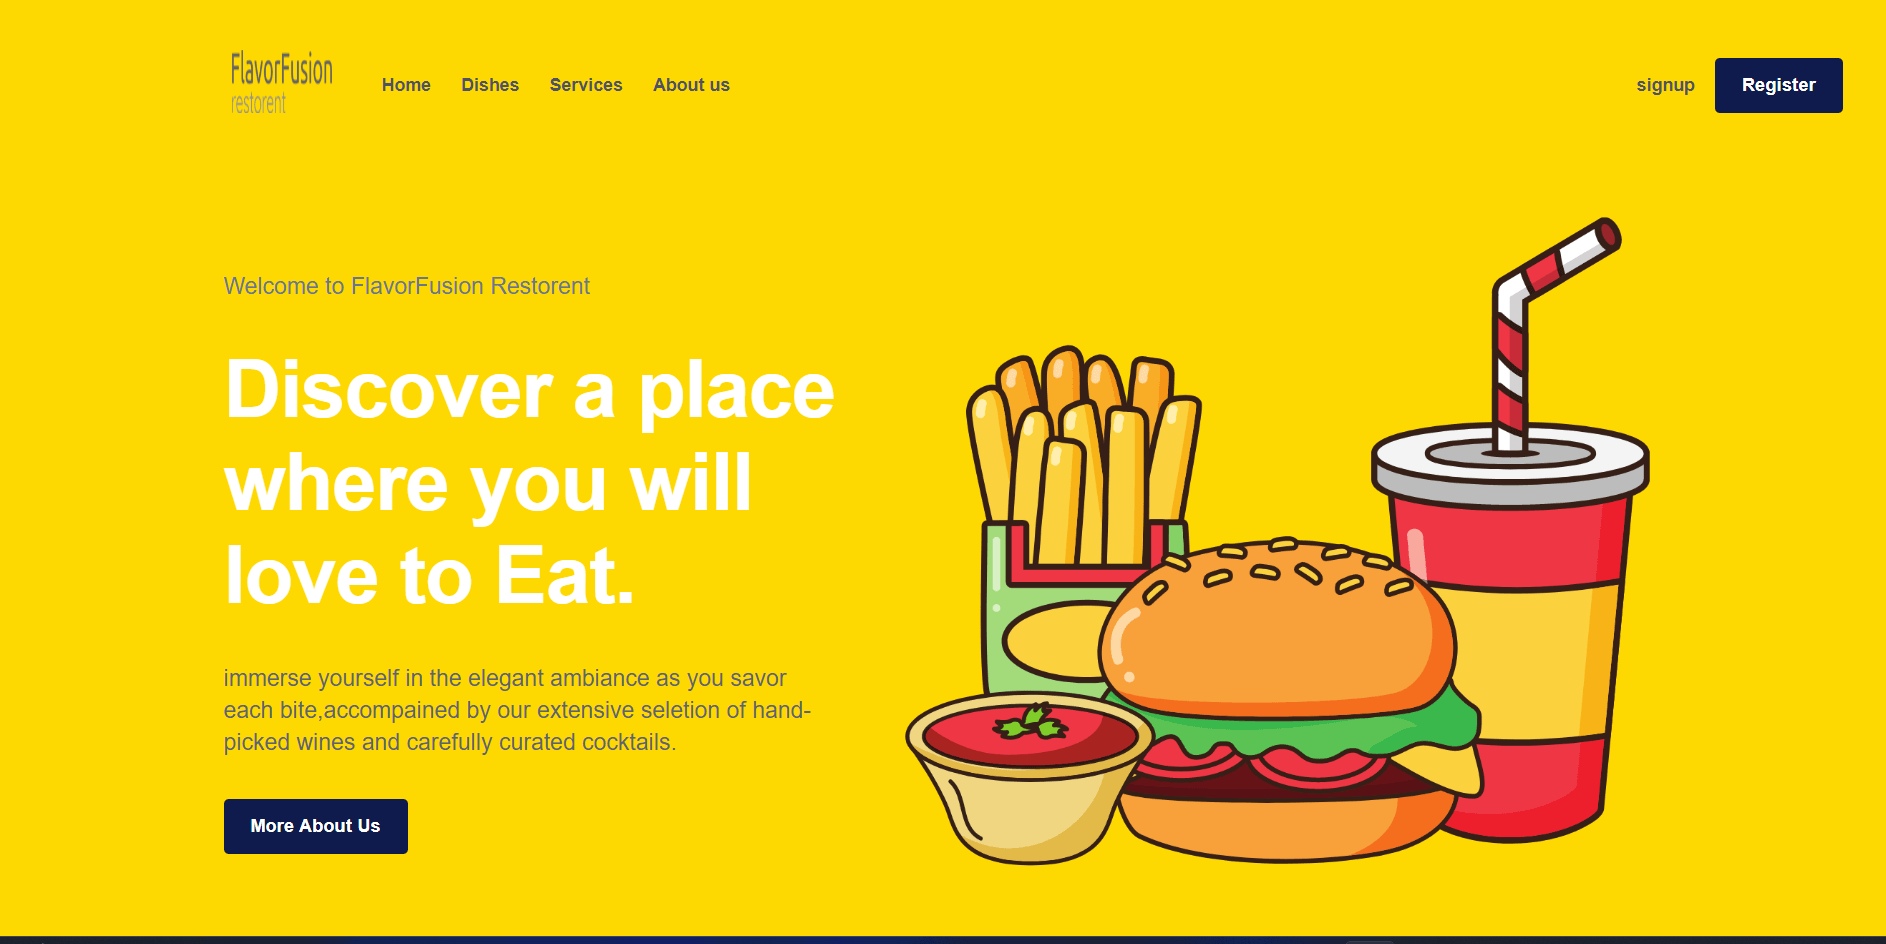 FlavorFusion
restorent
Home Dishes Services About us signup Register
Welcome to FlavorFusion Restorent
Discover a place
where you will
love to Eat.
immerse yourself in the elegant ambiance as you savor
each bite,accompained by our extensive seletion of hand-
picked wines and carefully curated cocktails.
More About Us